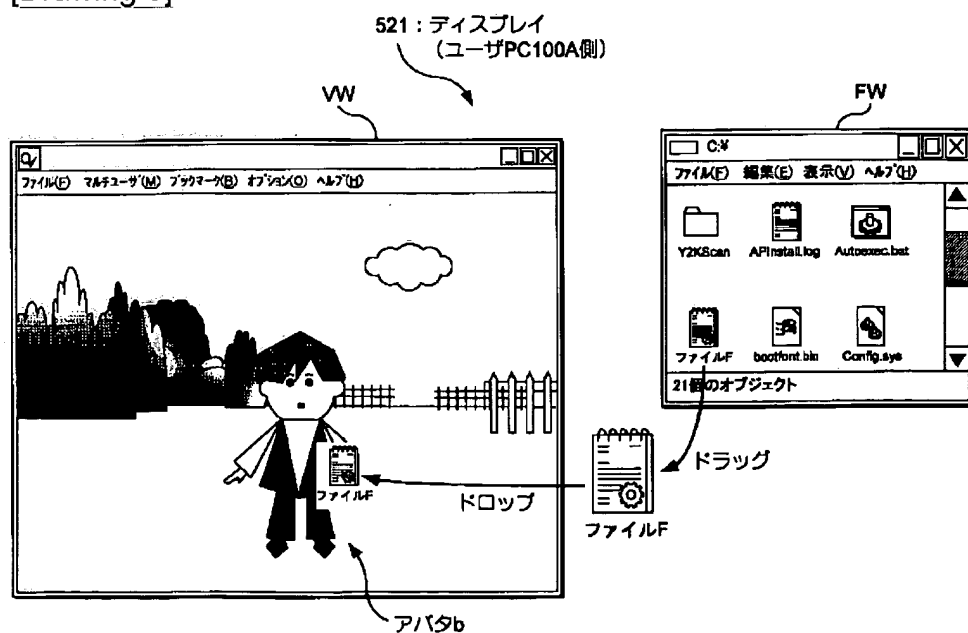 521：ディスプレイ
（ユーザPC100A側）
VW
FW
ファイル(F) マルチユーザ(M) ブックマーク(B) オプション(O) ヘルプ(H)
C:¥
ファイル(F) 編集(E) 表示(V) ヘルプ(H)
Y2KScan APInstall.log Autoexec.bat
ファイルF bootfont.bin Config.sys
21個のオブジェクト
ドラッグ
ファイルF
ドロップ
ファイルF
アバタb